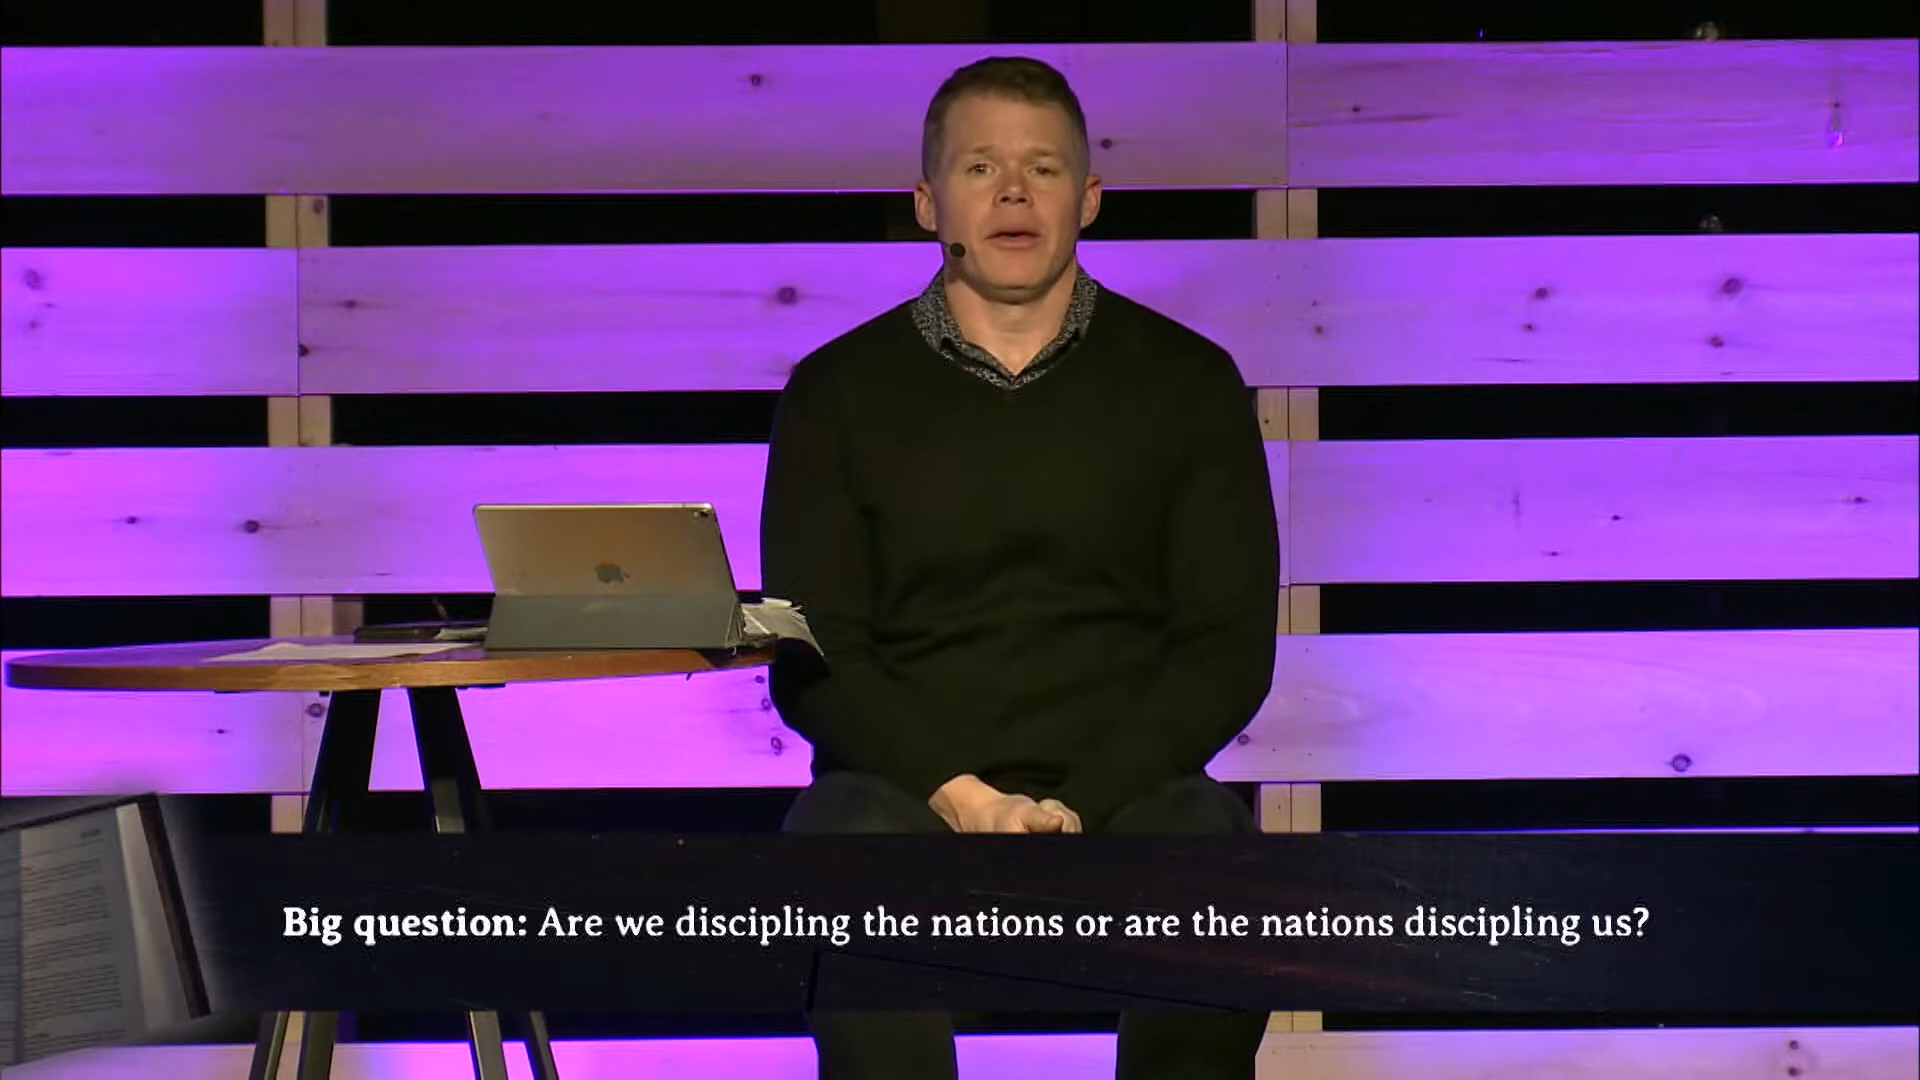 Big question: Are we discipling the nations or are the nations discipling us?